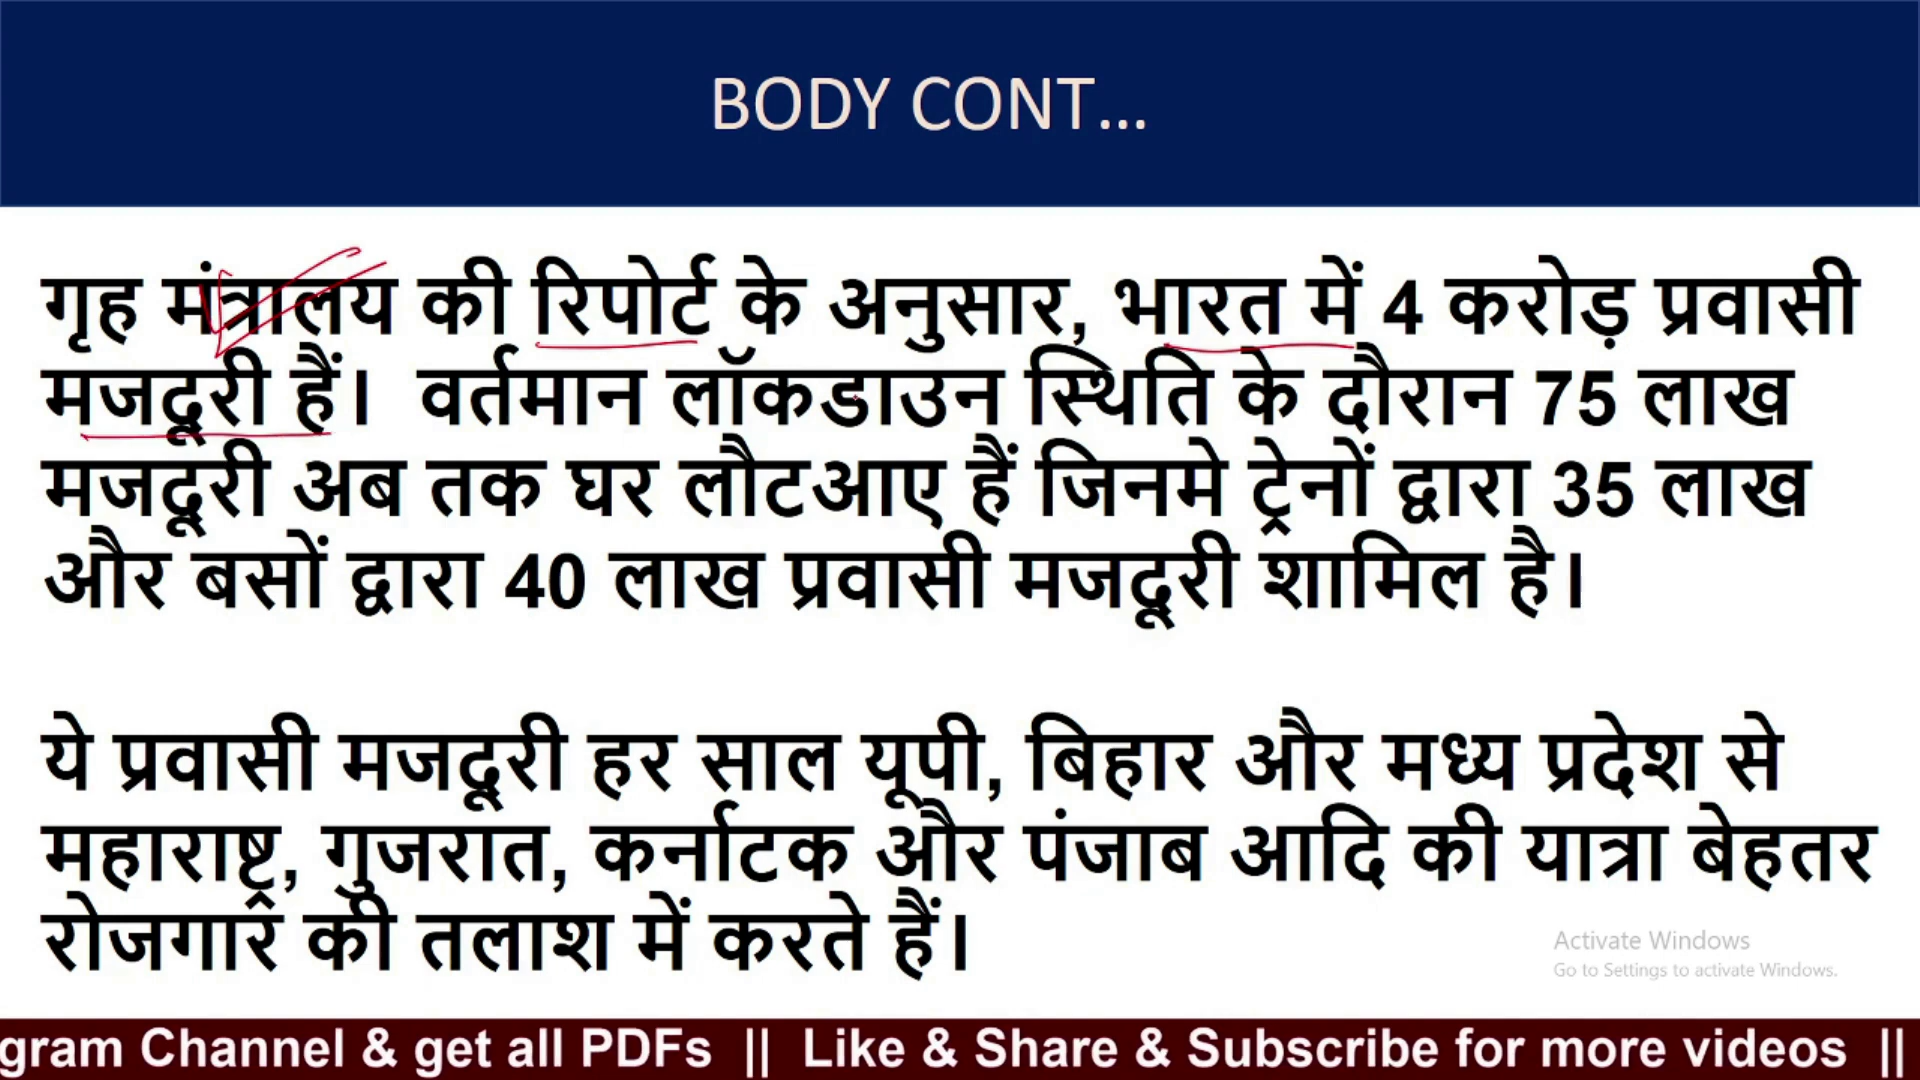 BODY CONT...
गृह मंत्रालय की रिपोर्ट के अनुसार, भारत में 4 करोड़ प्रवासी
मजदूरी हैं। वर्तमान लॉकडाउन स्थिति के दौरान 75 लाख
मजदूरी अब तक घर लौटआए हैं जिनमे ट्रेनों द्वारा 35 लाख
और बसों द्वारा 40 लाख प्रवासी मजदूरी शामिल है।
ये प्रवासी मजदूरी हर साल यूपी, बिहार और मध्य प्रदेश से
महाराष्ट्र, गुजरात, कर्नाटक और पंजाब आदि की यात्रा बेहतर
रोजगार की तलाश में करते हैं।
Activate Windows
Go to Settings to activate Windows.
gram Channel & get all PDFs || Like & Share & Subscribe for more videos ||